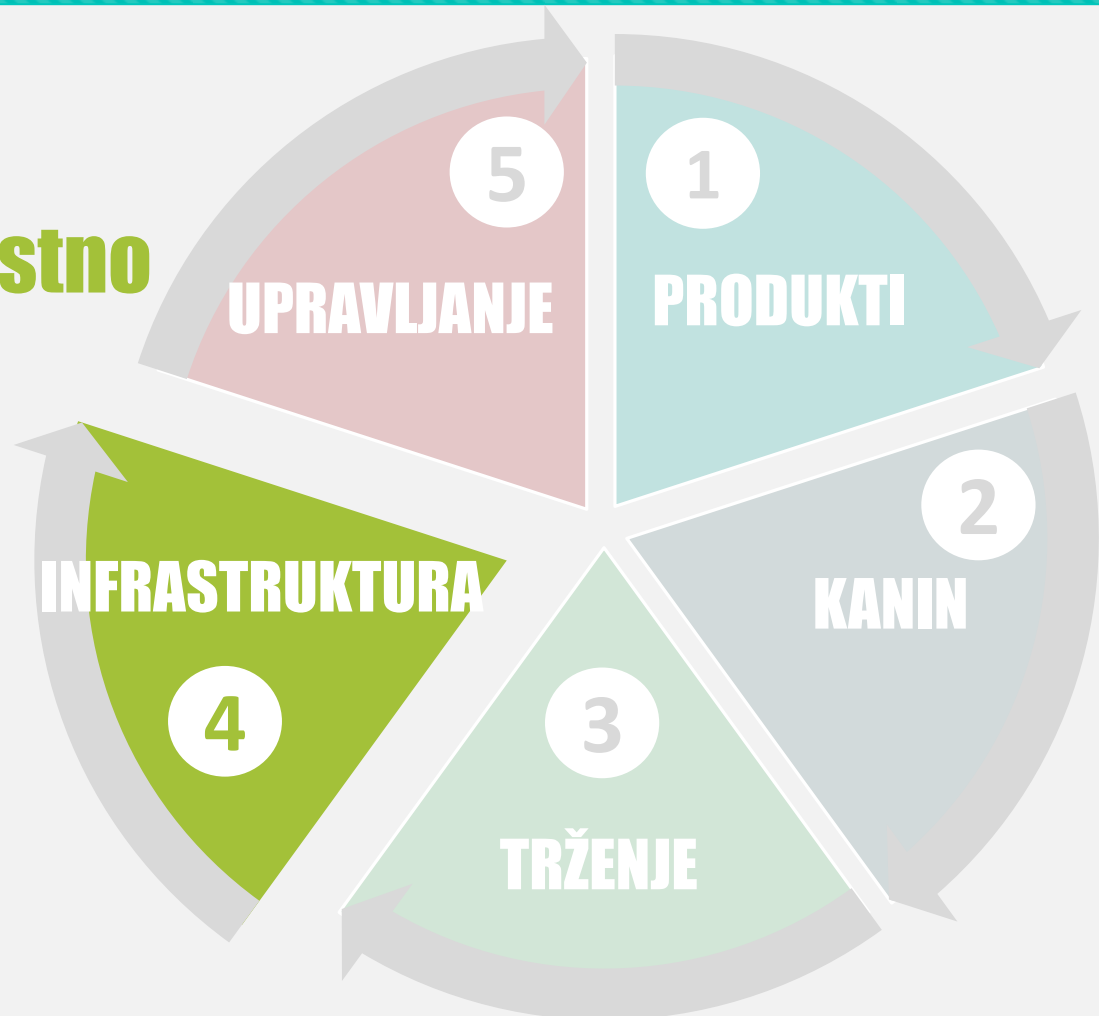 stno
5
UPRAVLJANJE
1
PRODUKTI
2
KANIN
3
TRŽENJE
INFRASTRUKTURA
4